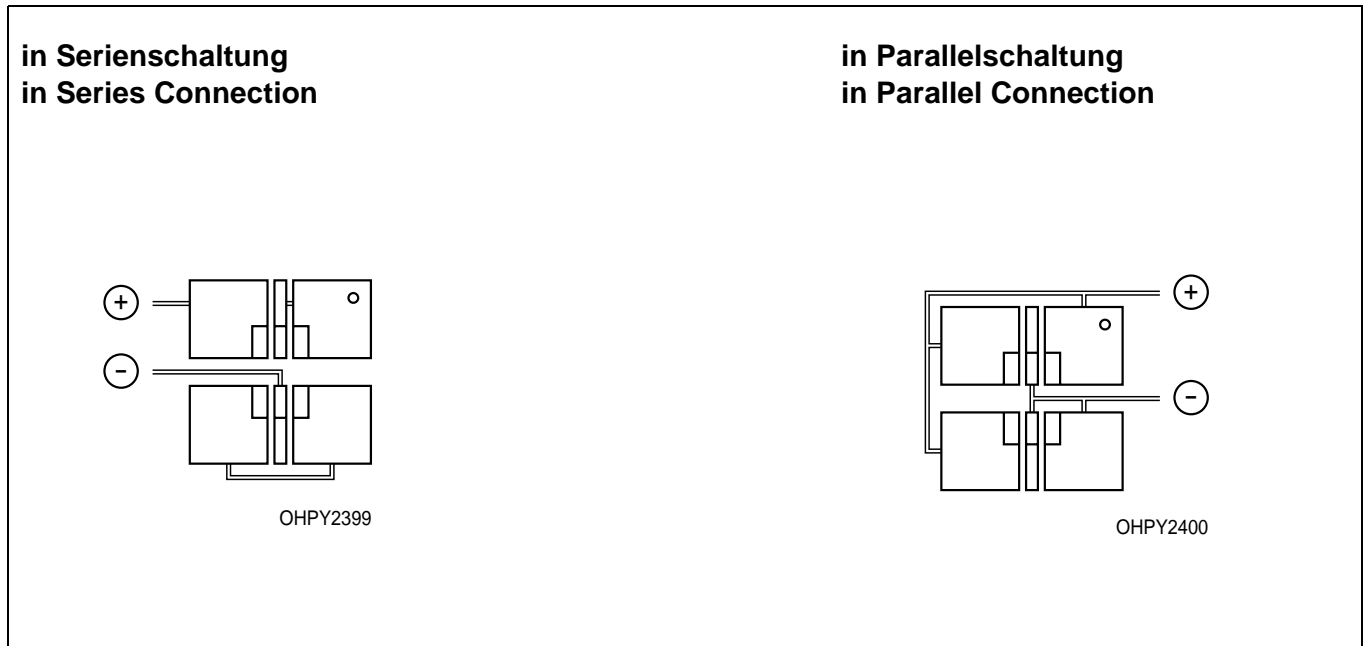 in Serienschaltung
in Series Connection
in Parallelschaltung
in Parallel Connection
+
-
OHPY2399
+
-
OHPY2400